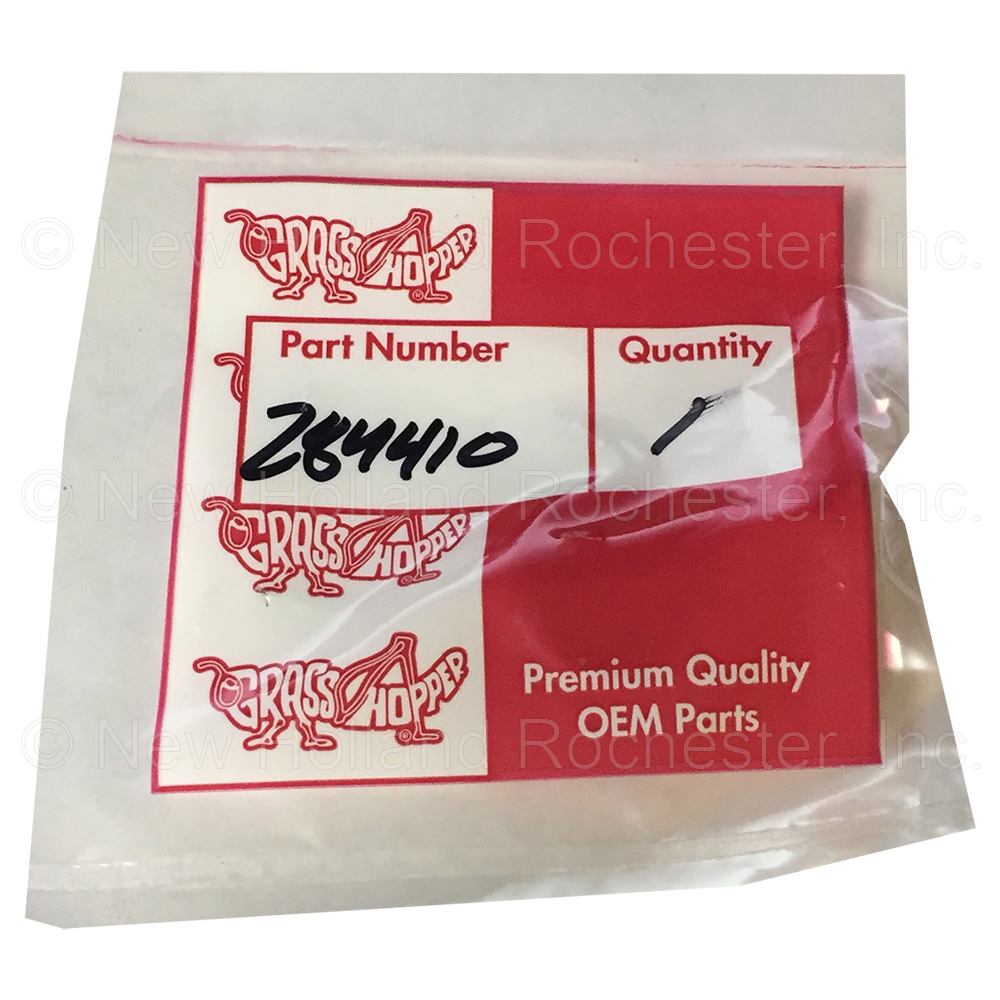 GRASSHOPPER®
© New Holland Rochester, Inc.
Part Number
Quantity
284410
1
© New Holland Rochester, Inc.
GRASSHOPPER®
Premium Quality
OEM Parts
GRASSHOPPER®
© New Holland Rochester, Inc.